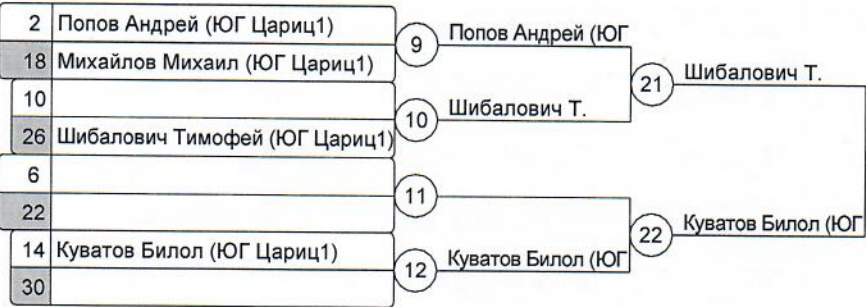 2 Попов Андрей (ЮГ Цариц1)
18 Михайлов Михаил (ЮГ Цариц1)
9 Попов Андрей (ЮГ
10
26 Шибалович Тимофей (ЮГ Цариц1)
10 Шибалович Т.
21 Шибалович Т.
6
22
11
14 Куватов Билол (ЮГ Цариц1)
30
12 Куватов Билол (ЮГ
22 Куватов Билол (ЮГ